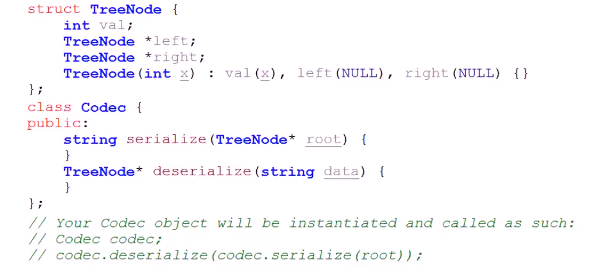 struct TreeNode {
    int val;
    TreeNode *left;
    TreeNode *right;
    TreeNode(int x) : val(x), left(NULL), right(NULL) {}
};
class Codec {
public:
    string serialize(TreeNode* root) {
    }
    TreeNode* deserialize(string data) {
    }
};
// Your Codec object will be instantiated and called as such:
// Codec codec;
// codec.deserialize(codec.serialize(root));